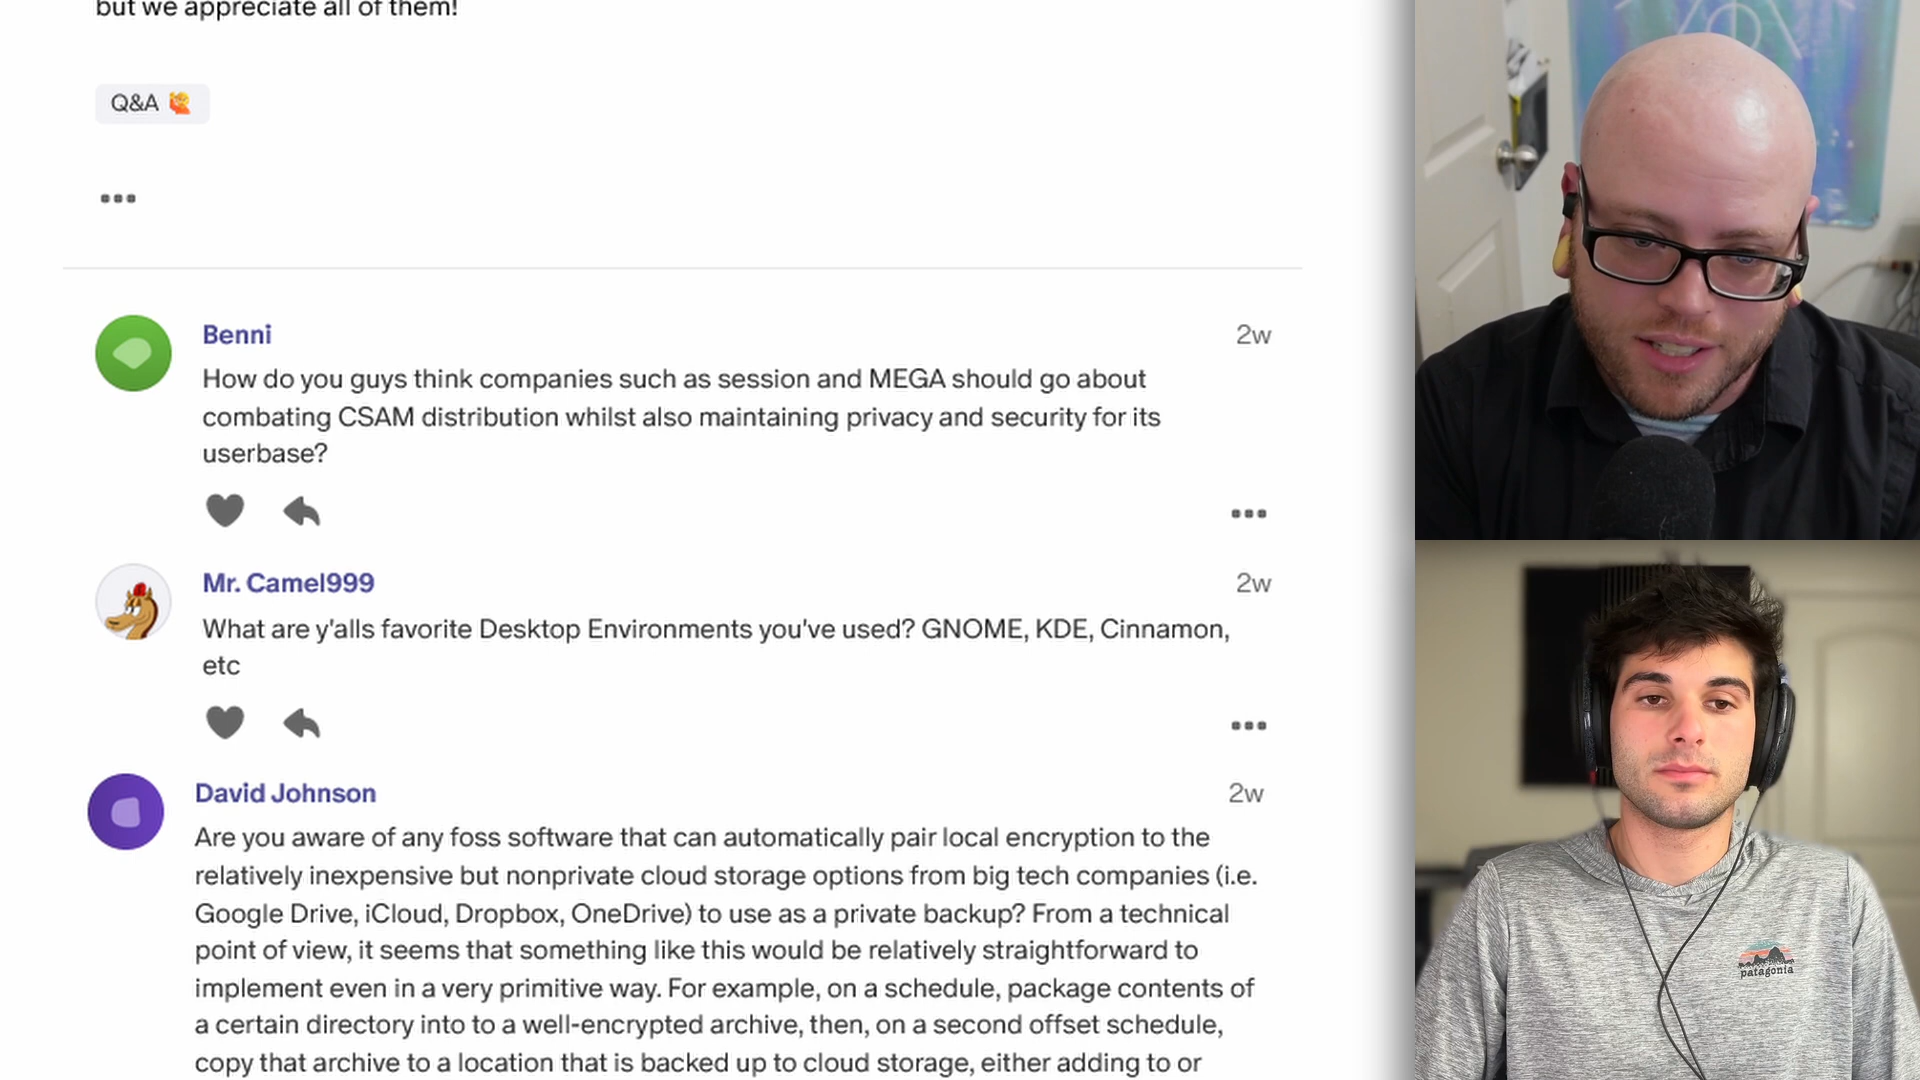 but we appreciate all of them!
Q&A
Benni
2w
How do you guys think companies such as session and MEGA should go about
combating CSAM distribution whilst also maintaining privacy and security for its
userbase?
Mr. Camel999
2w
What are y'alls favorite Desktop Environments you've used? GNOME, KDE, Cinnamon,
etc
David Johnson
2w
Are you aware of any foss software that can automatically pair local encryption to the
relatively inexpensive but nonprivate cloud storage options from big tech companies (i.e.
Google Drive, iCloud, Dropbox, OneDrive) to use as a private backup? From a technical
point of view, it seems that something like this would be relatively straightforward to
implement even in a very primitive way. For example, on a schedule, package contents of
a certain directory into to a well-encrypted archive, then, on a second offset schedule,
copy that archive to a location that is backed up to cloud storage, either adding to or
patagonia